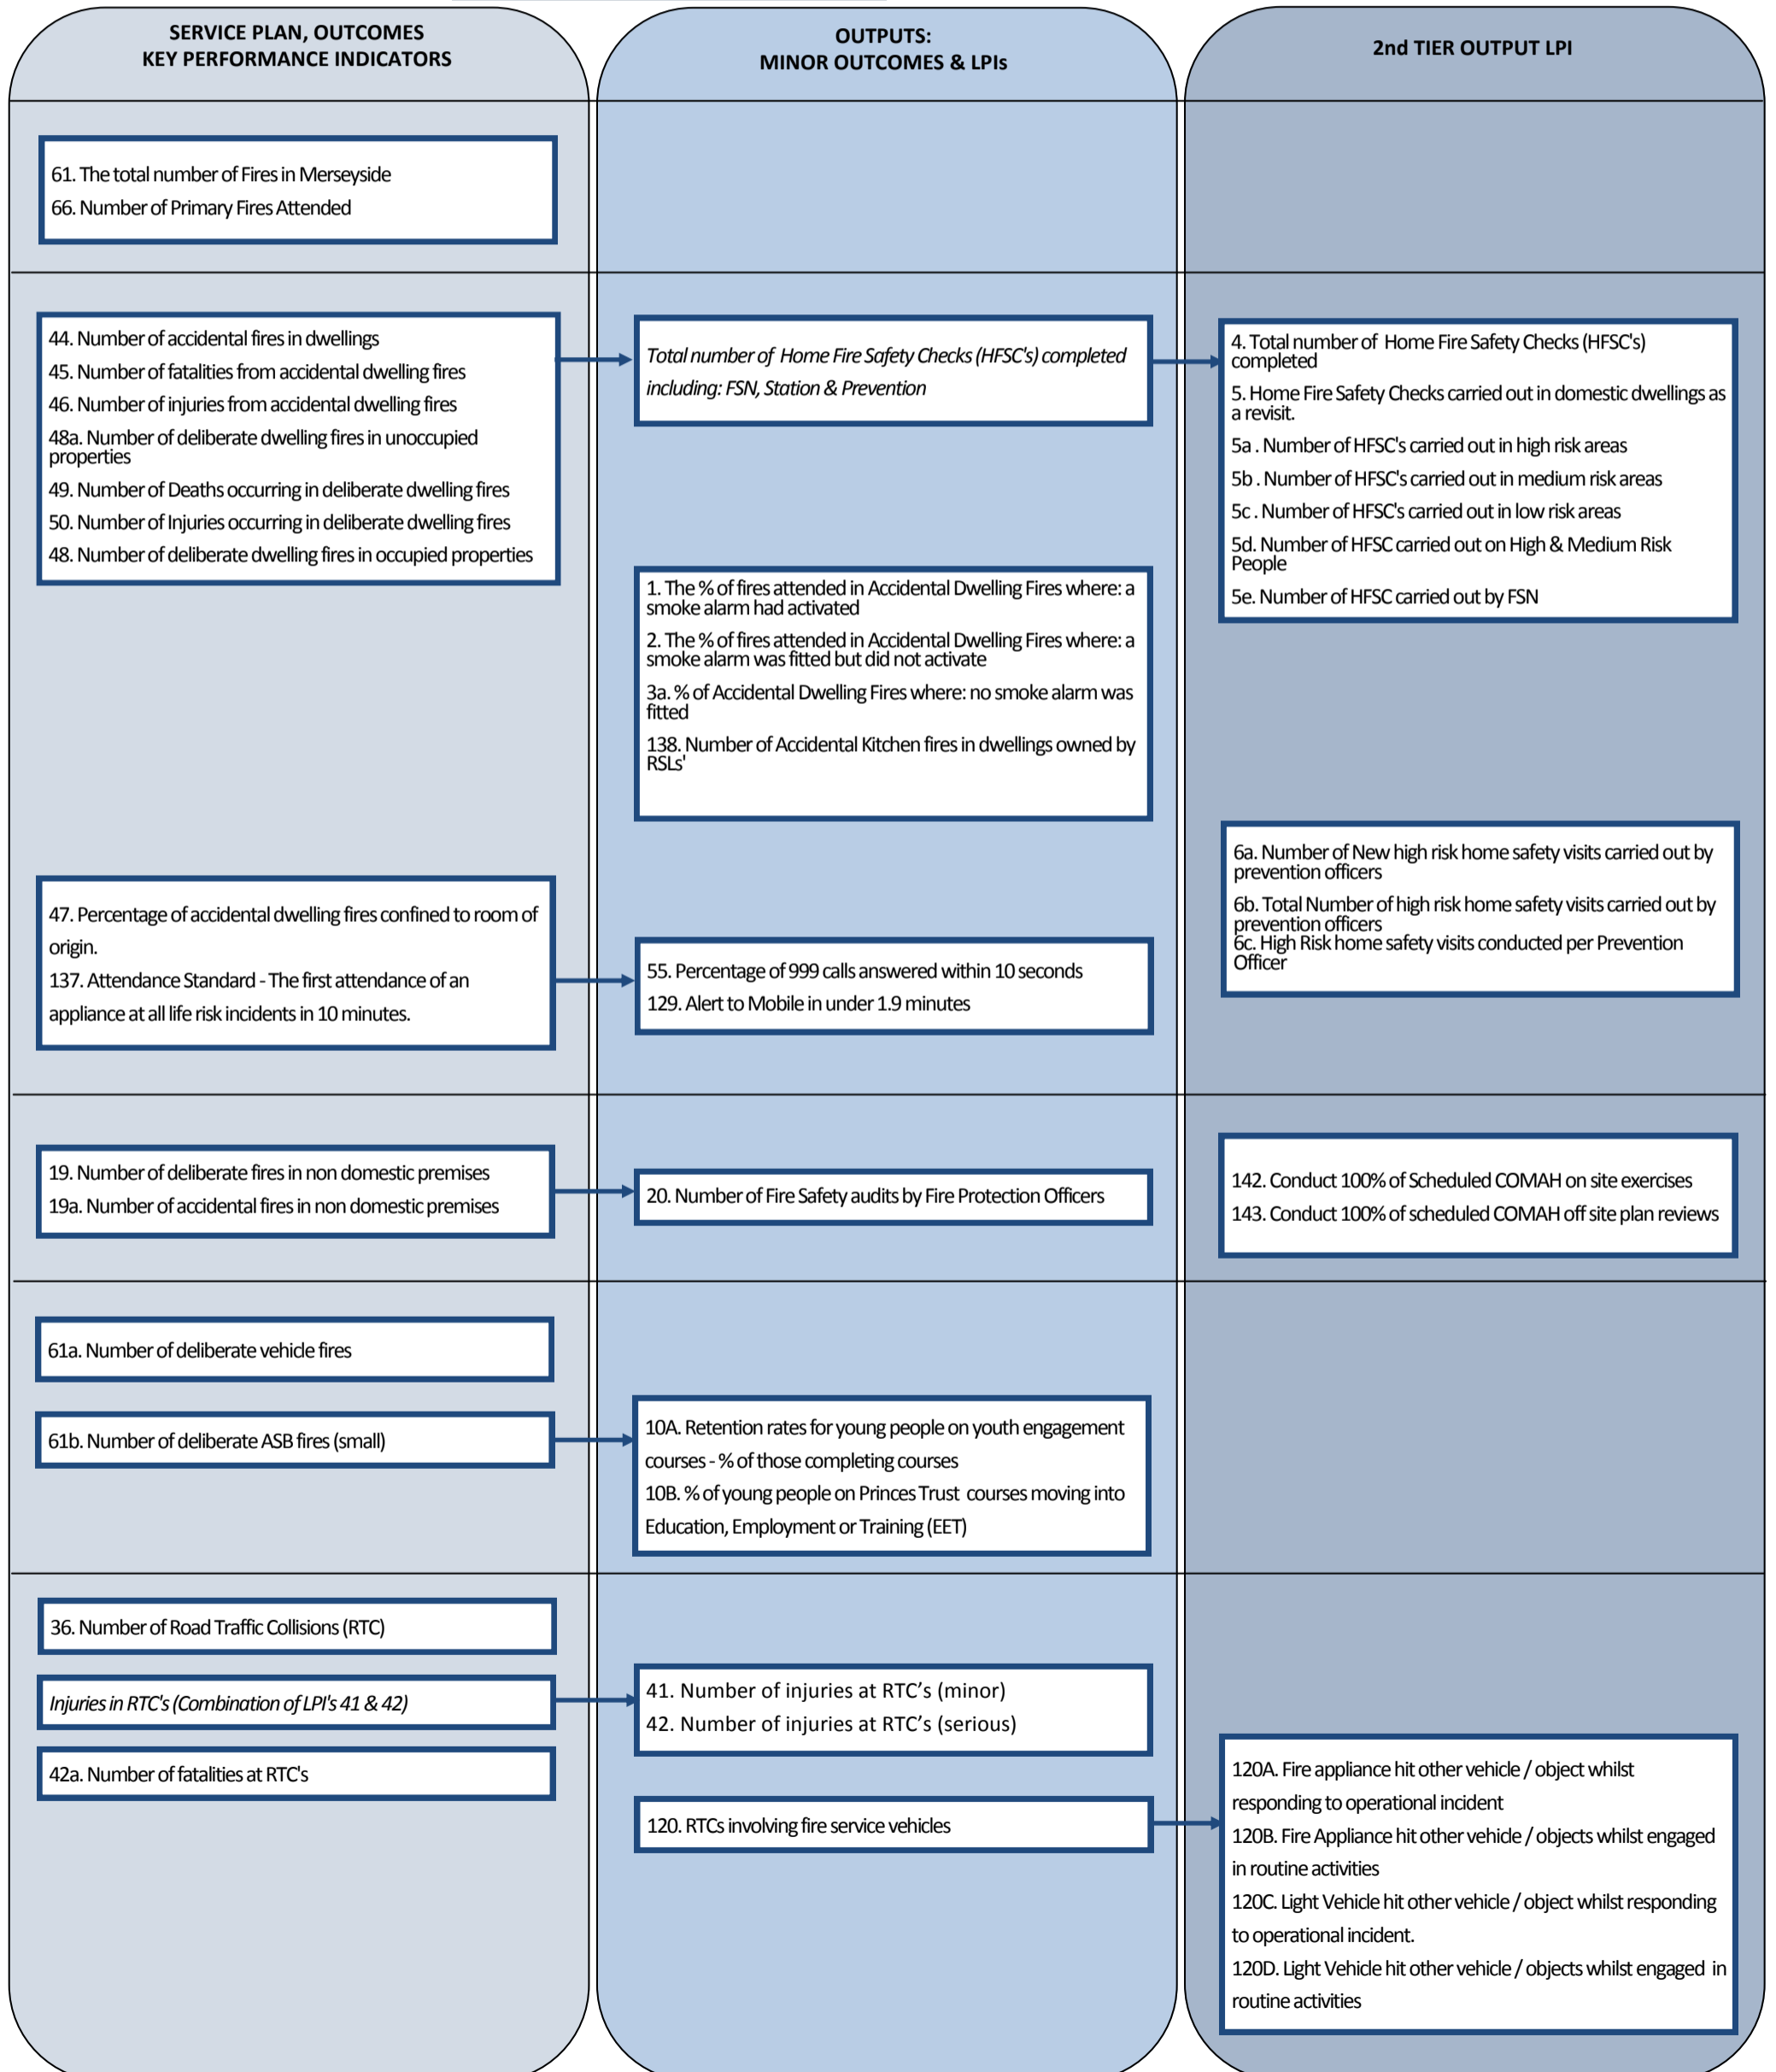 SERVICE PLAN, OUTCOMES
KEY PERFORMANCE INDICATORS
OUTPUTS:
MINOR OUTCOMES & LPIs
2nd TIER OUTPUT LPI
61. The total number of Fires in Merseyside
66. Number of Primary Fires Attended
44. Number of accidental fires in dwellings
45. Number of fatalities from accidental dwelling fires
46. Number of injuries from accidental dwelling fires
48a. Number of deliberate dwelling fires in unoccupied
properties
49. Number of Deaths occurring in deliberate dwelling fires
50. Number of Injuries occurring in deliberate dwelling fires
48. Number of deliberate dwelling fires in occupied properties
Total number of Home Fire Safety Checks (HFSC's) completed
including: FSN, Station & Prevention
4. Total number of Home Fire Safety Checks (HFSC's)
completed
5. Home Fire Safety Checks carried out in domestic dwellings as
a revisit.
5a . Number of HFSC's carried out in high risk areas
5b . Number of HFSC's carried out in medium risk areas
5c . Number of HFSC's carried out in low risk areas
5d. Number of HFSC carried out on High & Medium Risk
People
5e. Number of HFSC carried out by FSN
1. The % of fires attended in Accidental Dwelling Fires where: a
smoke alarm had activated
2. The % of fires attended in Accidental Dwelling Fires where: a
smoke alarm was fitted but did not activate
3a. % of Accidental Dwelling Fires where: no smoke alarm was
fitted
138. Number of Accidental Kitchen fires in dwellings owned by
RSLs'
6a. Number of New high risk home safety visits carried out by
prevention officers
6b. Total Number of high risk home safety visits carried out by
prevention officers
6c. High Risk home safety visits conducted per Prevention
Officer
47. Percentage of accidental dwelling fires confined to room of
origin.
137. Attendance Standard - The first attendance of an
appliance at all life risk incidents in 10 minutes.
55. Percentage of 999 calls answered within 10 seconds
129. Alert to Mobile in under 1.9 minutes
19. Number of deliberate fires in non domestic premises
19a. Number of accidental fires in non domestic premises
20. Number of Fire Safety audits by Fire Protection Officers
142. Conduct 100% of Scheduled COMAH on site exercises
143. Conduct 100% of scheduled COMAH off site plan reviews
61a. Number of deliberate vehicle fires
61b. Number of deliberate ASB fires (small)
10A. Retention rates for young people on youth engagement
courses - % of those completing courses
10B. % of young people on Princes Trust courses moving into
Education, Employment or Training (EET)
36. Number of Road Traffic Collisions (RTC)
Injuries in RTC's (Combination of LPI's 41 & 42)
42a. Number of fatalities at RTC's
41. Number of injuries at RTC’s (minor)
42. Number of injuries at RTC’s (serious)
120. RTCs involving fire service vehicles
120A. Fire appliance hit other vehicle / object whilst
responding to operational incident
120B. Fire Appliance hit other vehicle / objects whilst engaged
in routine activities
120C. Light Vehicle hit other vehicle / object whilst responding
to operational incident.
120D. Light Vehicle hit other vehicle / objects whilst engaged in
routine activities